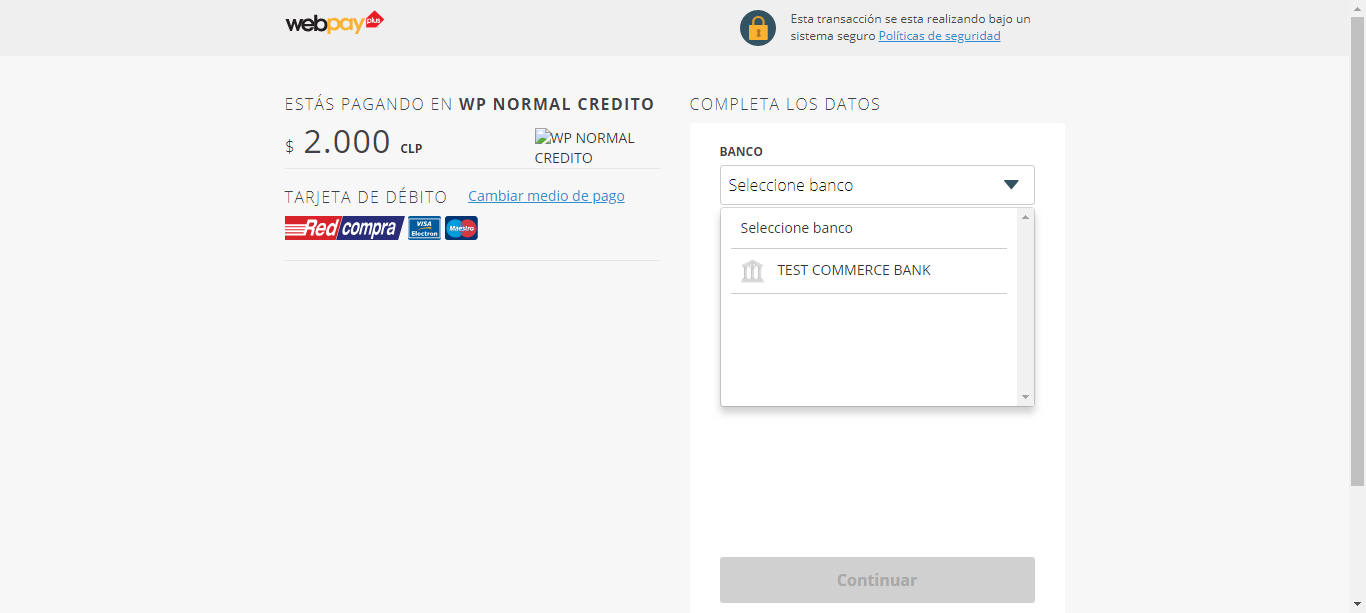 webpay plus
Esta transacción se esta realizando bajo un
sistema seguro Políticas de seguridad
ESTÁS PAGANDO EN WP NORMAL CREDITO
$ 2.000 CLP
WP NORMAL
CREDITO
TARJETA DE DÉBITO Cambiar medio de pago
Redcompra VISA Electron Maestro
COMPLETA LOS DATOS
BANCO
Seleccione banco
Seleccione banco
TEST COMMERCE BANK
Continuar